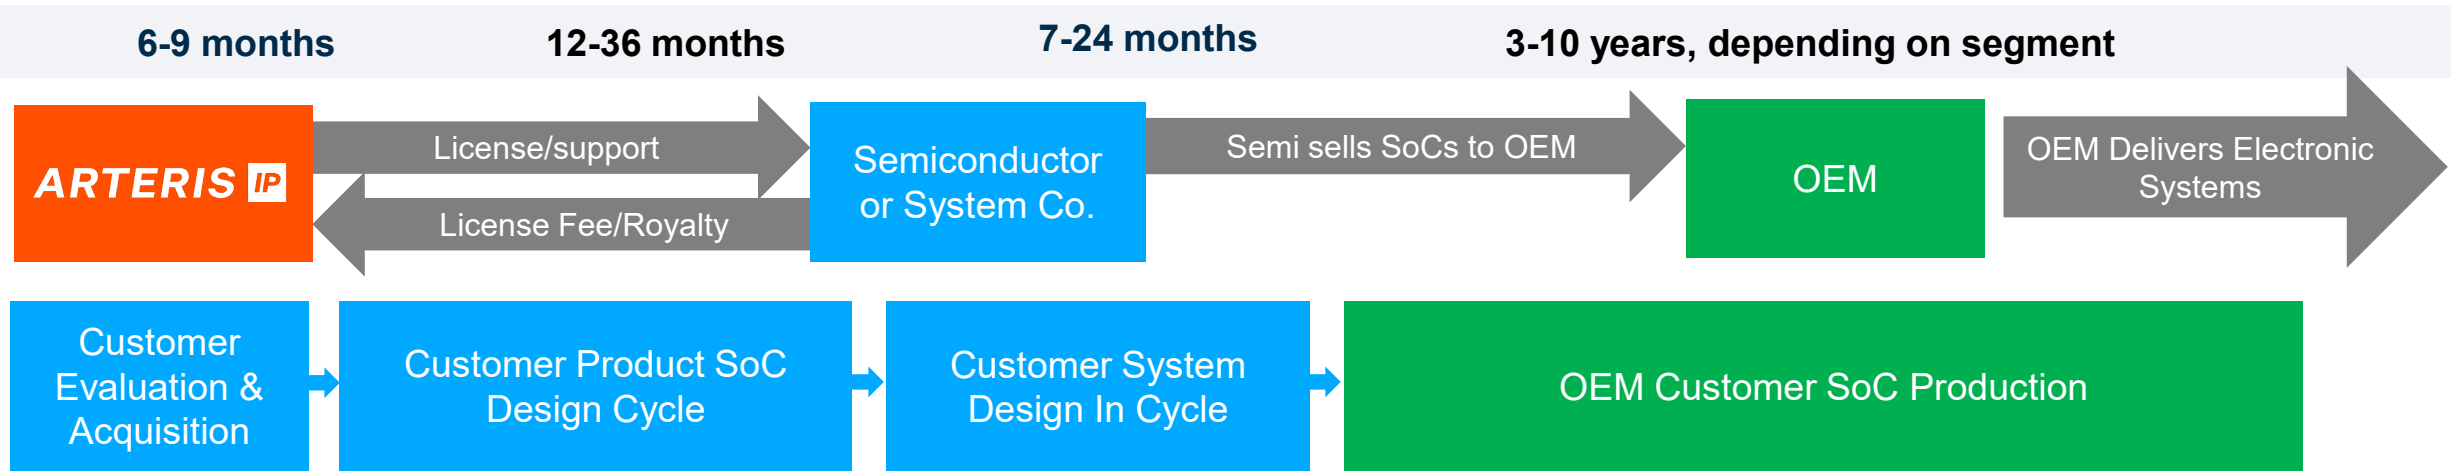 6-9 months
12-36 months
7-24 months
3-10 years, depending on segment
ARTERIS IP
License/support
License Fee/Royalty
Semiconductor
or System Co.
Semi sells SoCs to OEM
OEM
OEM Delivers Electronic
Systems
Customer
Evaluation &
Acquisition
Customer Product SoC
Design Cycle
Customer System
Design In Cycle
OEM Customer SoC Production